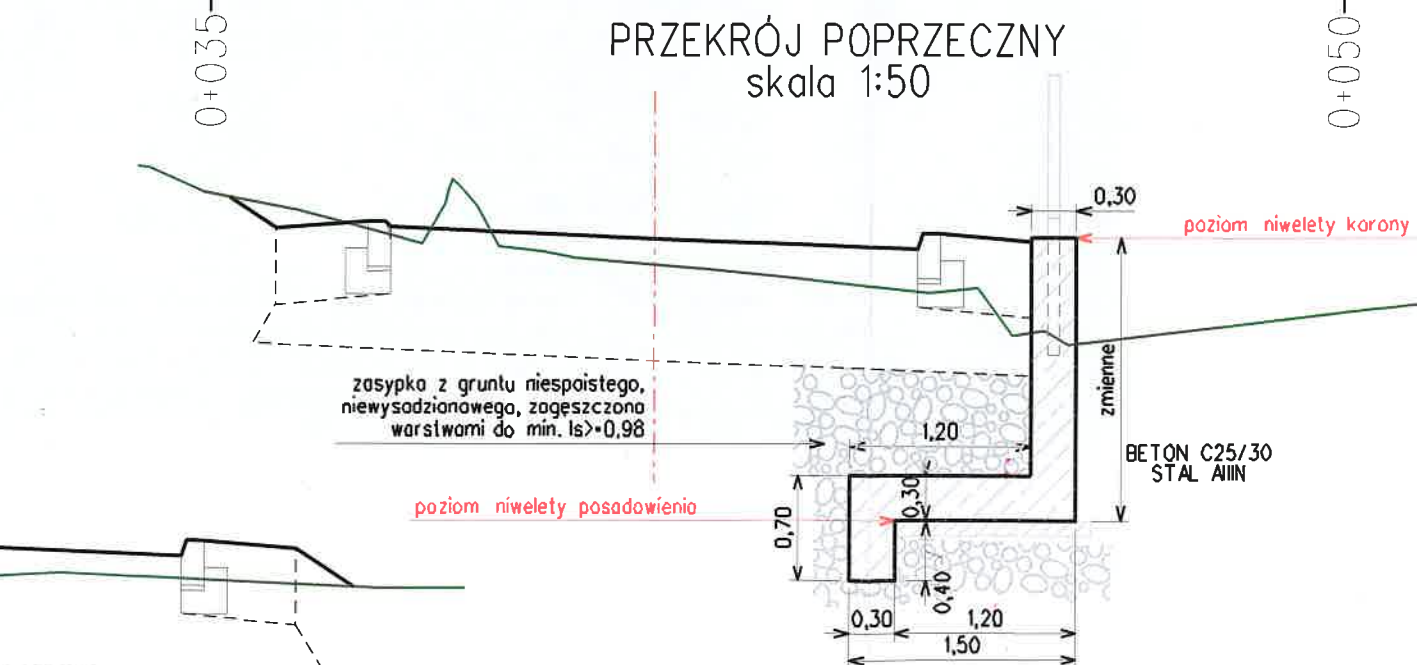 0+035
PRZEKRÓJ POPRZECZNY
skala 1:50
0+050
0,30
poziom niwelety korony
zmienne
zasypka z gruntu niespoistego,
niewysadzinowego, zagęszczona
warstwami do min. Is>=0,98
1,20
BETON C25/30
STAL AIIIN
poziom niwelety posadowienia
0,70
0,30
0,40
0,30
1,20
1,50